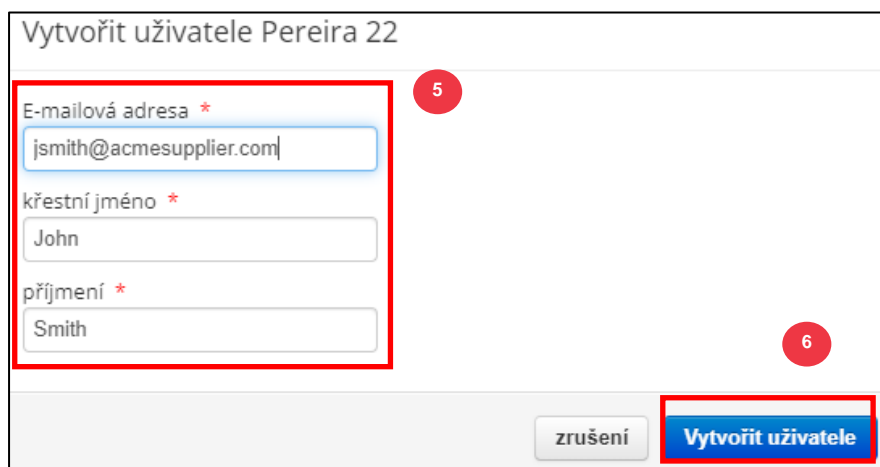 Vytvořit uživatele Pereira 22
5
E-mailová adresa *
jsmith@acmesupplier.com
křestní jméno *
John
příjmení *
Smith
6
zrušení Vytvořit uživatele